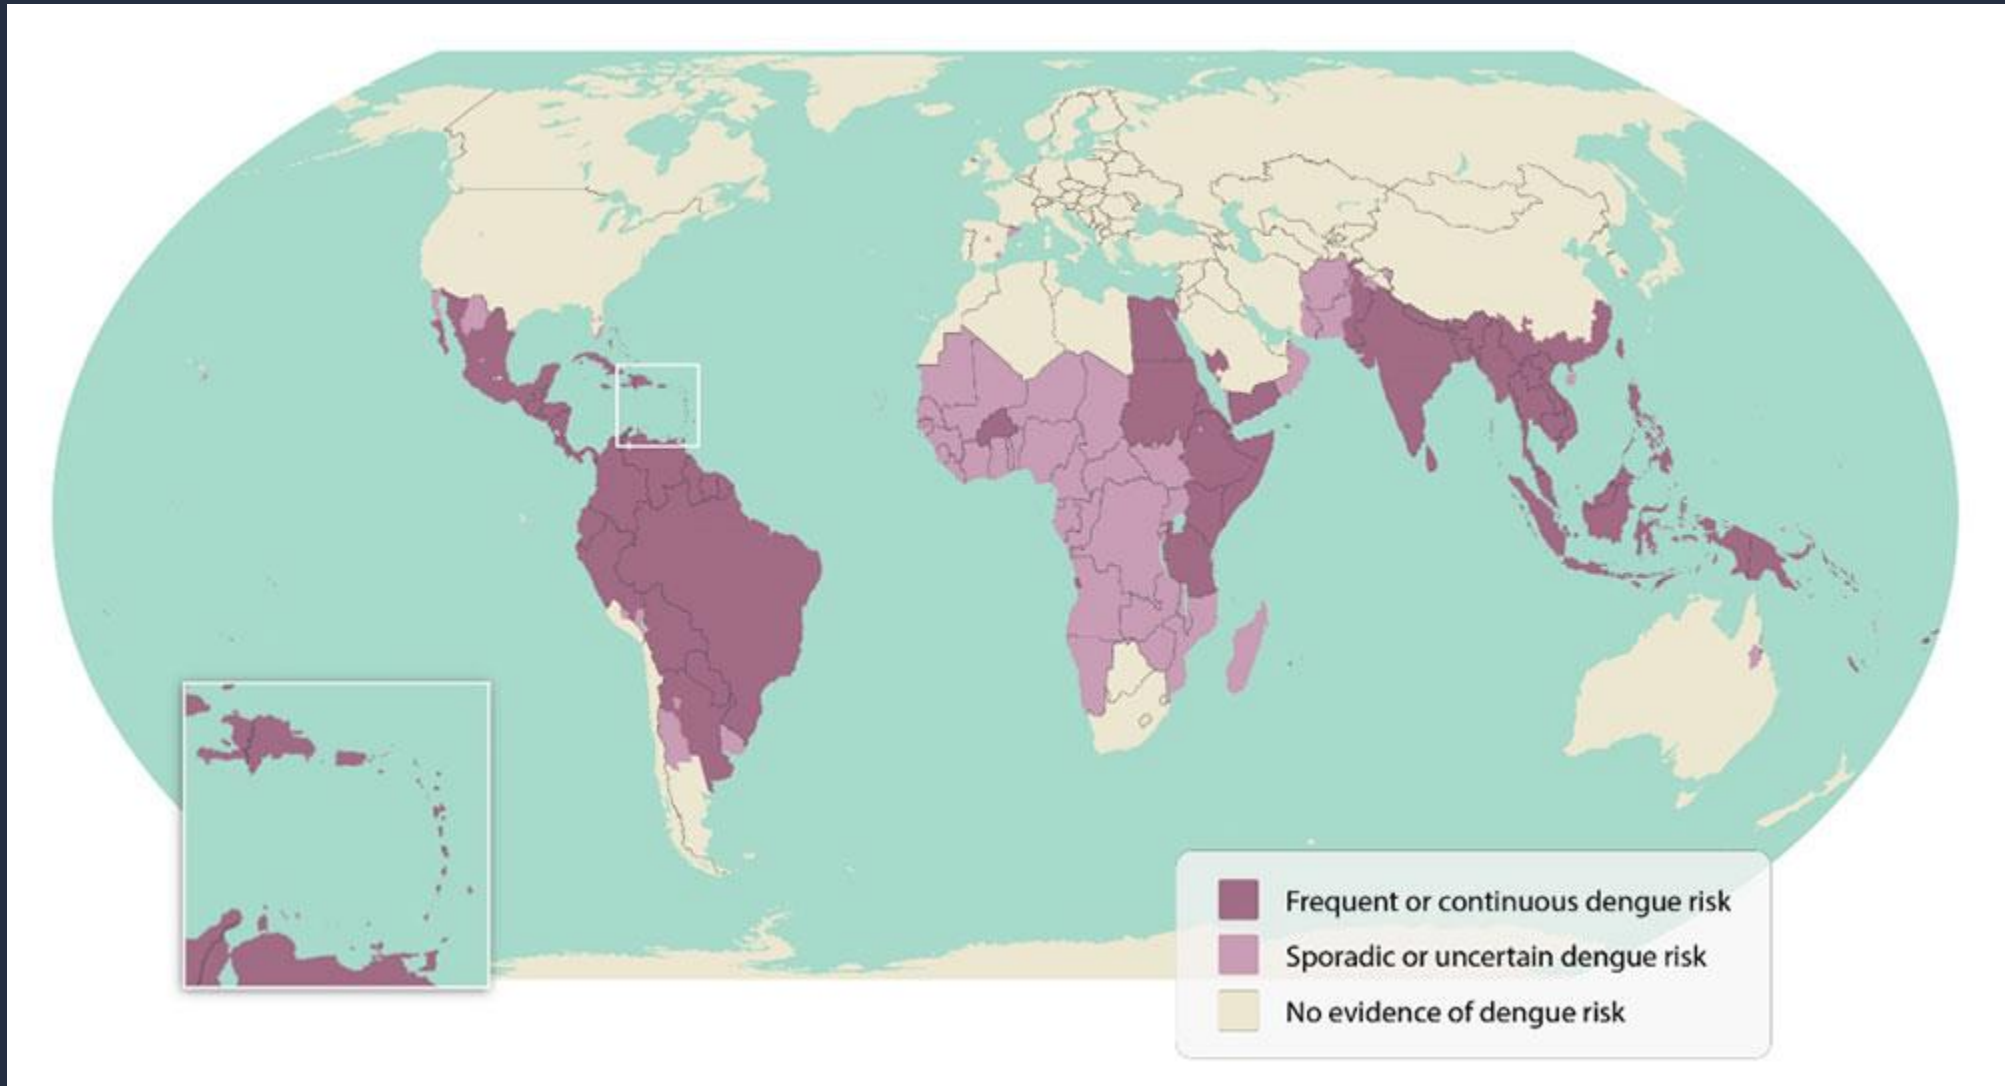 Frequent or continuous dengue risk
Sporadic or uncertain dengue risk
No evidence of dengue risk